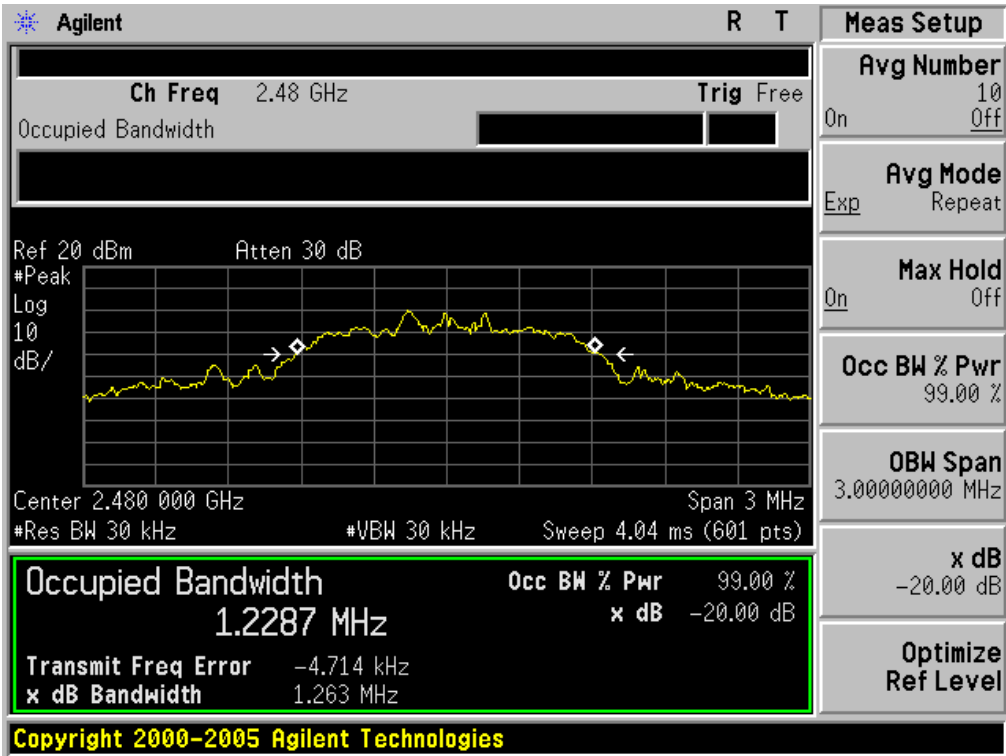 Agilent R T
Ch Freq 2.48 GHz Trig Free
Occupied Bandwidth
Ref 20 dBm Atten 30 dB
#Peak
Log
10
dB/
Center 2.480 000 GHz Span 3 MHz
#Res BW 30 kHz #VBW 30 kHz Sweep 4.04 ms (601 pts)
Occupied Bandwidth Occ BW % Pwr 99.00 %
1.2287 MHz x dB -20.00 dB
Transmit Freq Error -4.714 kHz
x dB Bandwidth 1.263 MHz
Copyright 2000-2005 Agilent Technologies
Meas Setup
Avg Number
10
On Off
Avg Mode
Exp Repeat
Max Hold
On Off
Occ BW % Pwr
99.00 %
OBW Span
3.00000000 MHz
x dB
-20.00 dB
Optimize
Ref Level